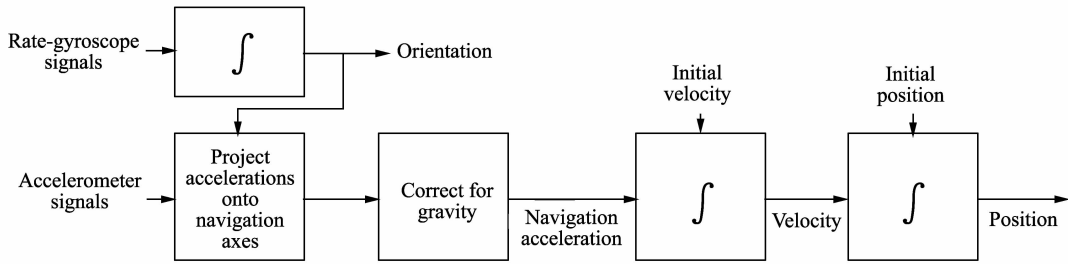 Rate-gyroscope
signals
∫
Orientation
Initial
velocity
Initial
position
Accelerometer
signals
Project
accelerations
onto
navigation
axes
Correct for
gravity
Navigation
acceleration
∫
Velocity
∫
Position